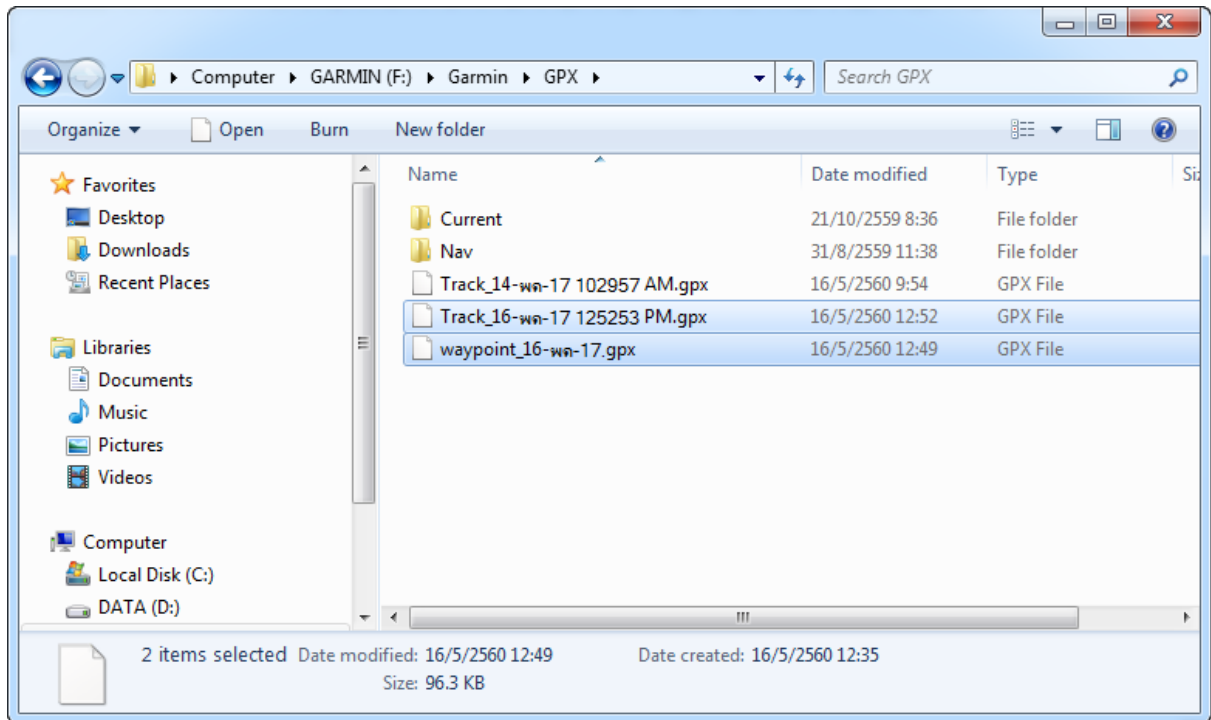 Computer GARMIN (F:) Garmin GPX Search GPX
Organize Open Burn New folder
Favorites
Desktop
Downloads
Recent Places
Libraries
Documents
Music
Pictures
Videos
Computer
Local Disk (C:)
DATA (D:)
Name Date modified Type Siz
Current 21/10/2559 8:36 File folder
Nav 31/8/2559 11:38 File folder
Track_14-พค-17 102957 AM.gpx 16/5/2560 9:54 GPX File
Track_16-พค-17 125253 PM.gpx 16/5/2560 12:52 GPX File
waypoint_16-พค-17.gpx 16/5/2560 12:49 GPX File
2 items selected Date modified: 16/5/2560 12:49 Date created: 16/5/2560 12:35
Size: 96.3 KB